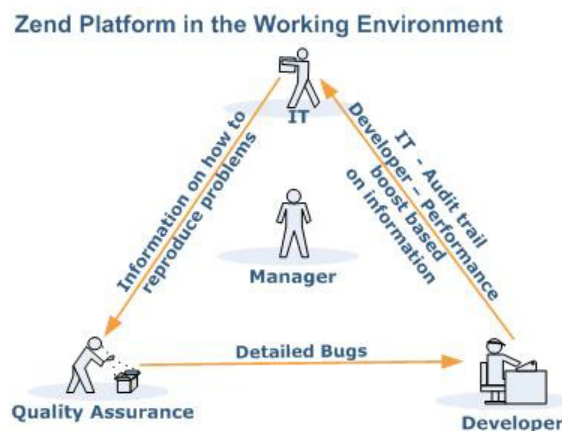 Zend Platform in the Working Environment
IT
Information on how to
reproduce problems
IT - Audit trail
Developer – Performance
boost based
on information
Manager
Detailed Bugs
Quality Assurance
Developer